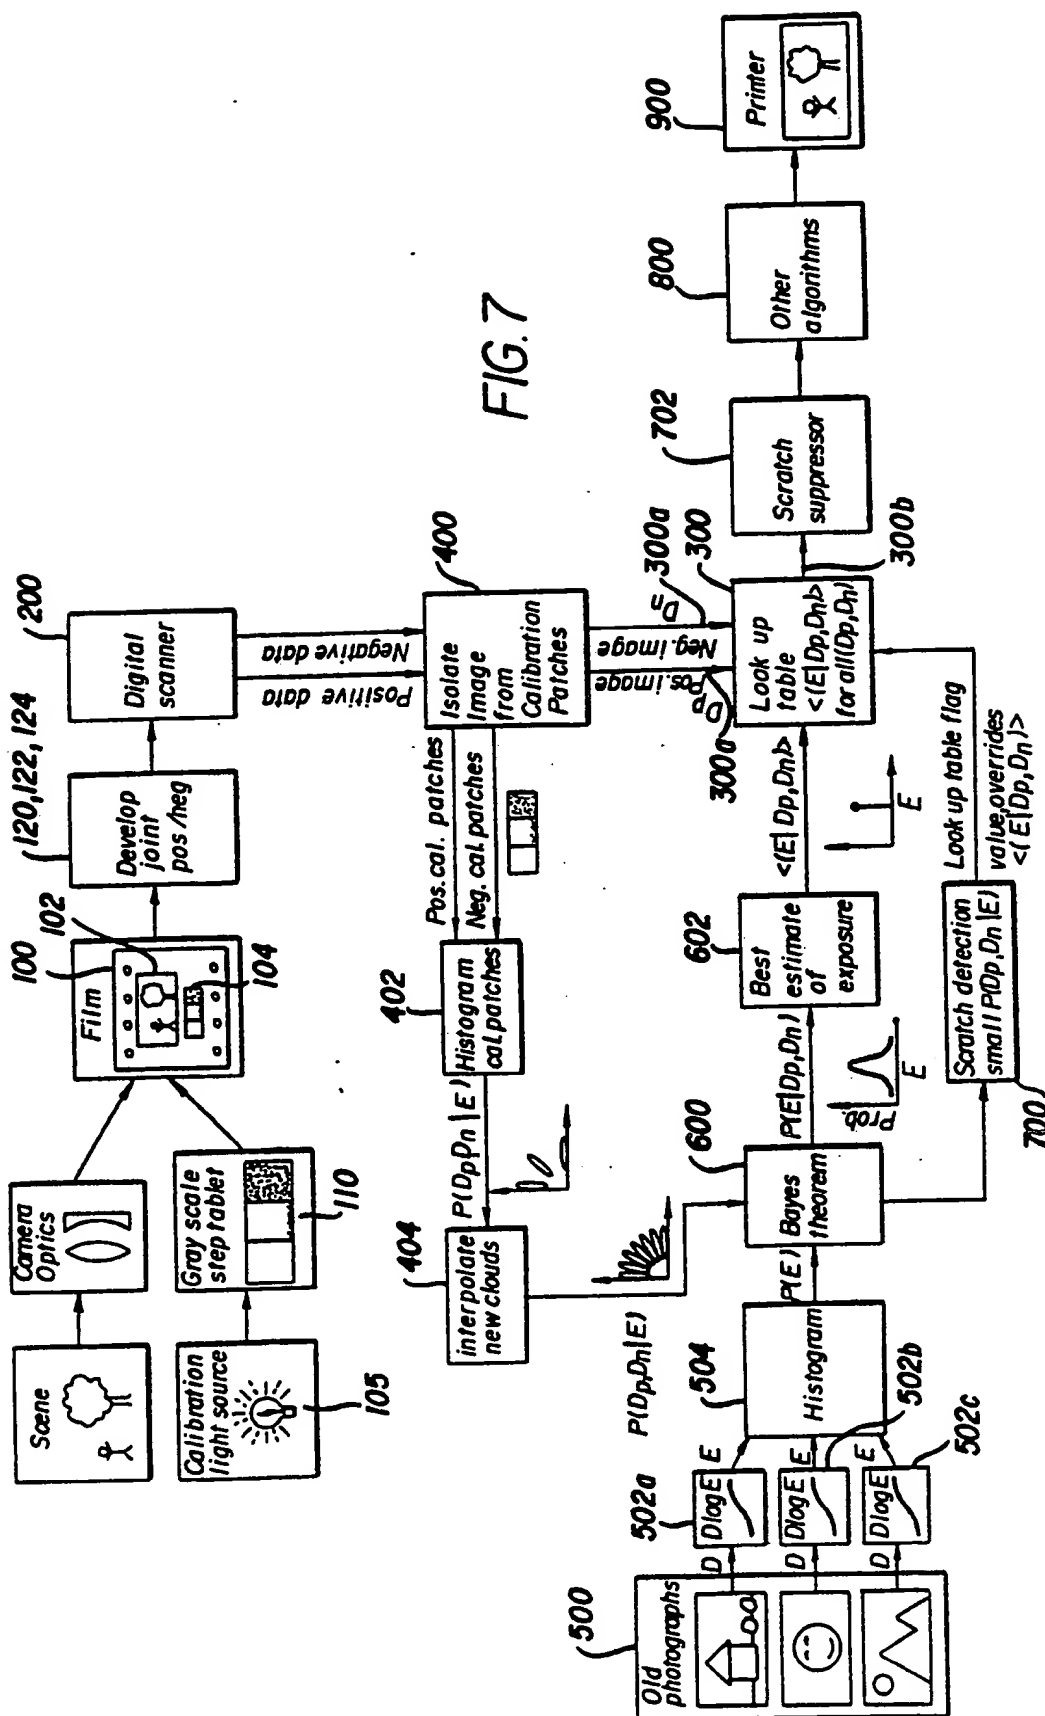 FIG. 7
Scene
Camera
Optics
Calibration
light source
105
Gray scale
step tablet
110
Film
100
102
104
Develop
joint
pos/neg
120, 122, 124
Digital
scanner
200
Positive data
Negative data
Isolate
Image
from
Calibration
Patches
400
Pos. cal. patches
Neg. cal. patches
Histogram
cal. patches
402
P(Dp,Dn|E)
interpolate
new clouds
404
P(Dp,Dn|E)
Old
photographs
500
D
D
D
DlogE
DlogE
DlogE
502a
502b
502c
E
E
E
Histogram
504
P(E)
Bayes
theorem
600
P(E|Dp,Dn)
Prob.
E
Best
estimate
of
exposure
602
<(E|Dp,Dn)>
E
Scratch detection
small P(Dp,Dn|E)
700
Look up table flag
value, overrides
<(E|Dp,Dn)>
Dp
Pos. image
Neg. image
Dn
300a
300a
Look up
table
<(E|Dp,Dn)>
for all(Dp,Dn)
300
300b
Scratch
suppressor
702
Other
algorithms
800
Printer
900